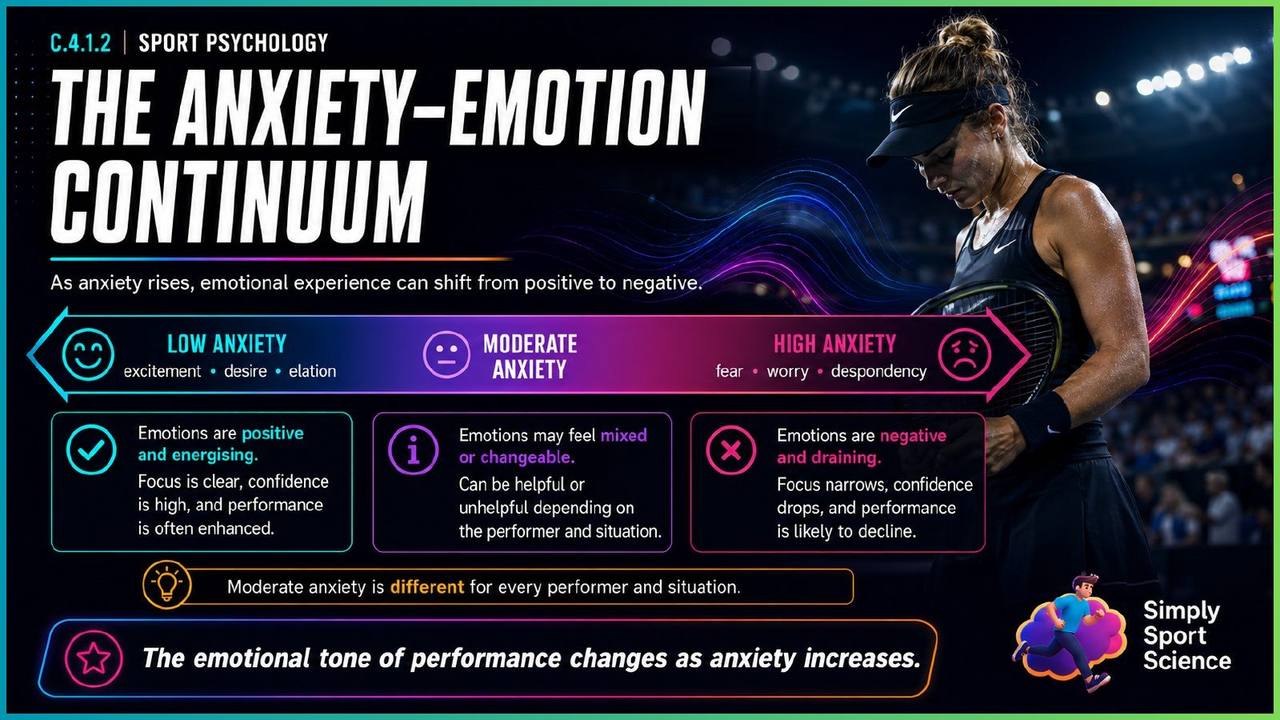 C.4.1.2 | SPORT PSYCHOLOGY
THE ANXIETY–EMOTION
CONTINUUM
As anxiety rises, emotional experience can shift from positive to negative.
LOW ANXIETY
excitement • desire • elation
MODERATE
ANXIETY
HIGH ANXIETY
fear • worry • despondency
Emotions are positive
and energising.
Focus is clear, confidence
is high, and performance
is often enhanced.
Emotions may feel mixed
or changeable.
Can be helpful or
unhelpful depending on
the performer and situation.
Emotions are negative
and draining.
Focus narrows, confidence
drops, and performance
is likely to decline.
Moderate anxiety is different for every performer and situation.
The emotional tone of performance changes as anxiety increases.
Simply
Sport
Science